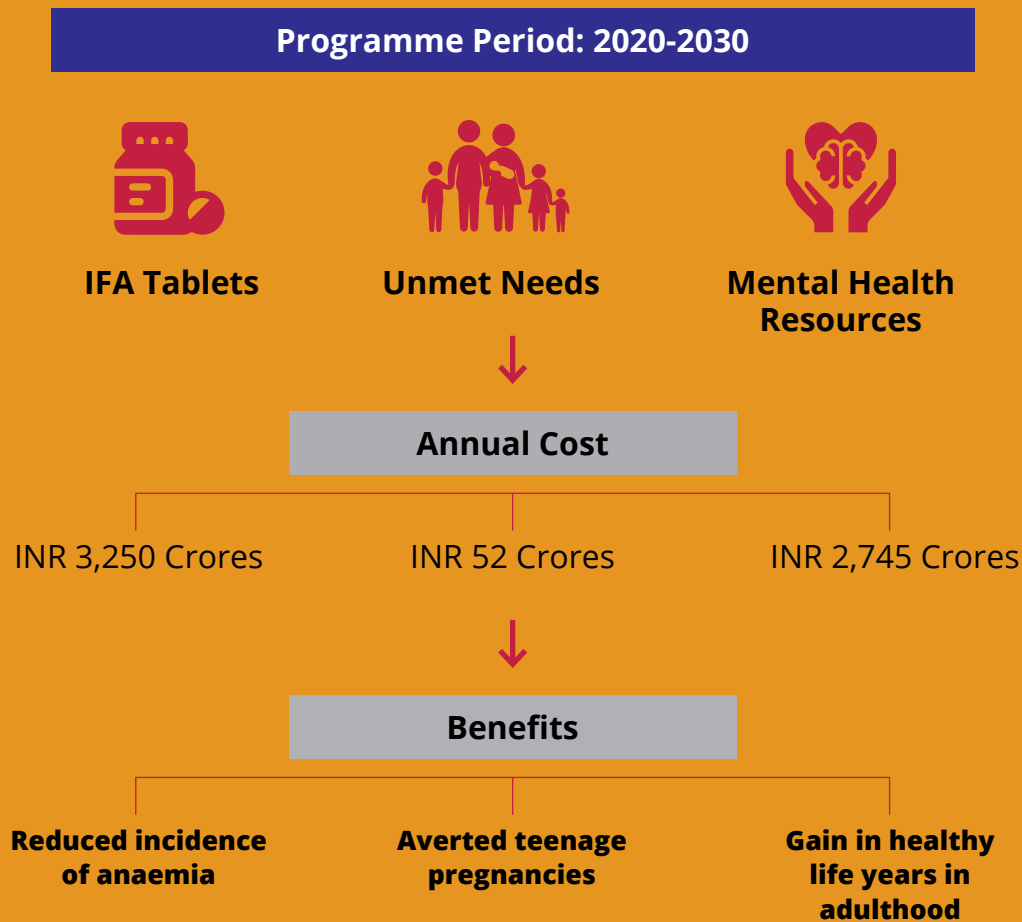 Programme Period: 2020-2030
IFA Tablets
Unmet Needs
Mental Health
Resources
Annual Cost
INR 3,250 Crores
INR 52 Crores
INR 2,745 Crores
Benefits
Reduced incidence
of anaemia
Averted teenage
pregnancies
Gain in healthy
life years in
adulthood